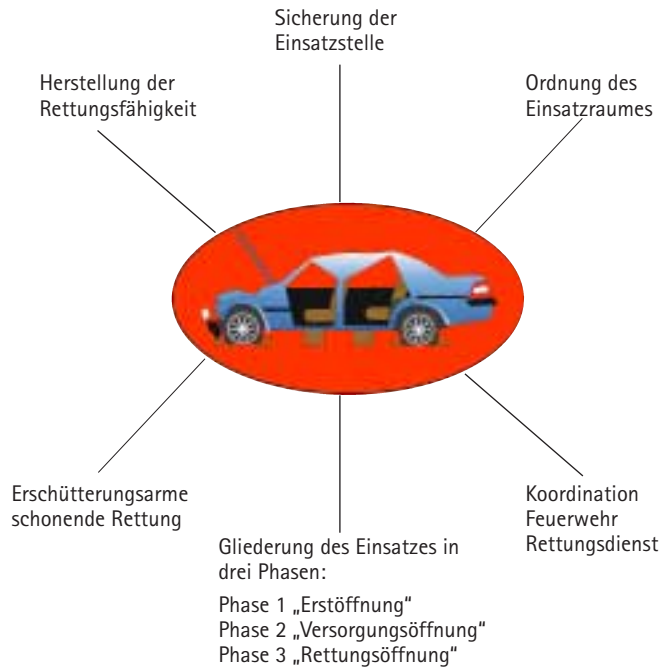 Sicherung der
Einsatzstelle
Herstellung der
Rettungsfähigkeit
Ordnung des
Einsatzraumes
Erschütterungsarme
schonende Rettung
Koordination
Feuerwehr
Rettungsdienst
Gliederung des Einsatzes in
drei Phasen:
Phase 1 „Erstöffnung“
Phase 2 „Versorgungsöffnung“
Phase 3 „Rettungsöffnung“